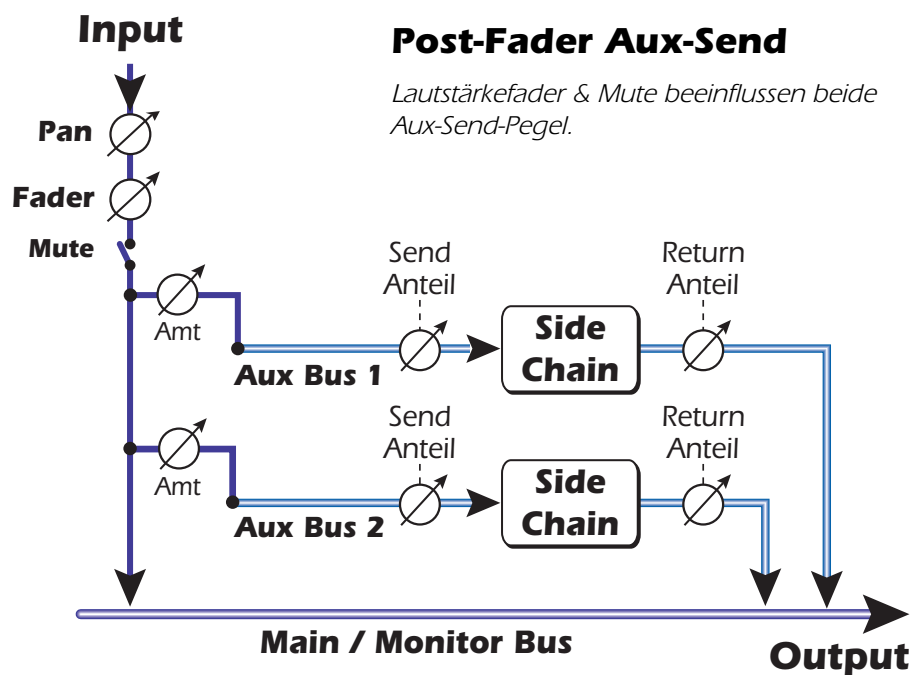 Input
Post-Fader Aux-Send
Lautstärkefader & Mute beeinflussen beide
Aux-Send-Pegel.
Pan
Fader
Mute
Amt
Send
Anteil
Return
Anteil
Side
Chain
Aux Bus 1
Amt
Send
Anteil
Return
Anteil
Side
Chain
Aux Bus 2
Main / Monitor Bus
Output